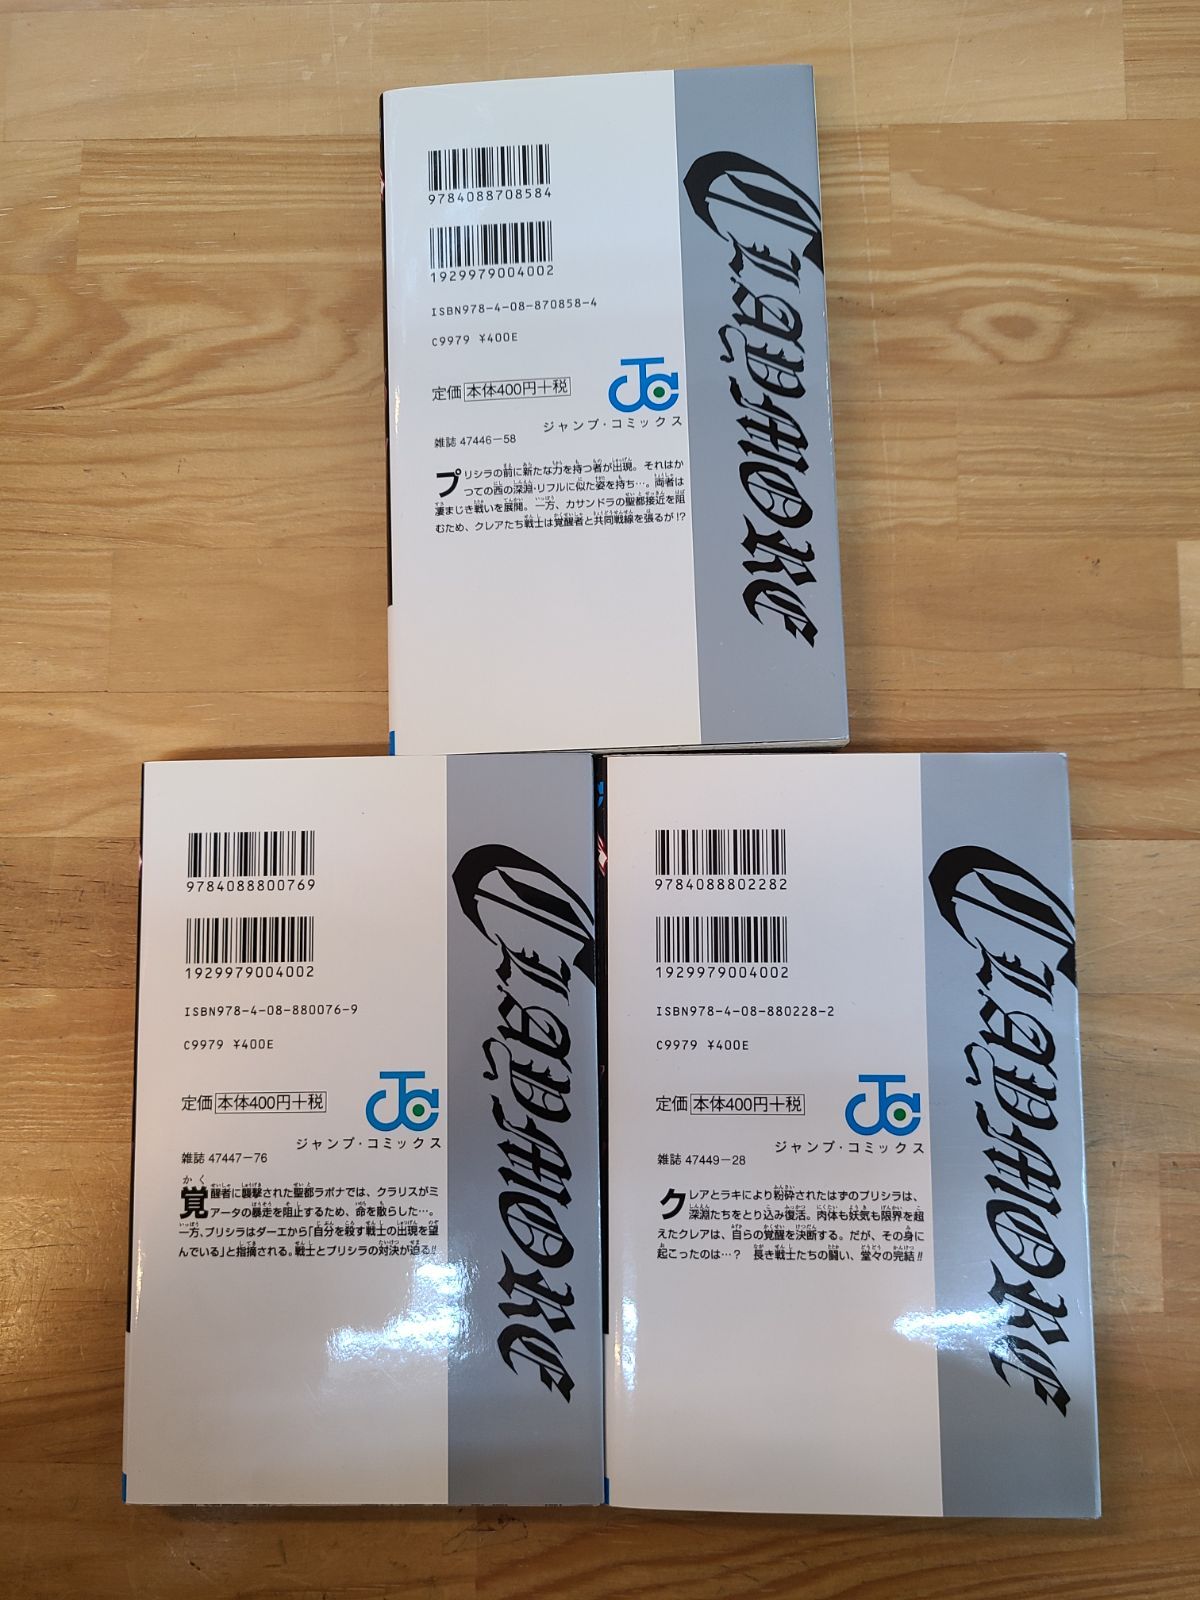 9784088708584
1929979004002
ISBN978-4-08-870858-4
C9979 ¥400E
定価 本体400円+税
ジャンプ・コミックス
雑誌 47446-58
プリシラの前に新たな力を持つ者が出現。それはか
つての西の深淵・リフルに似た姿を持ち…。両者は
凄まじき戦いを展開。一方、カサンドラの聖都接近を阻
むため、クレアたち戦士は覚醒者と共同戦線を張るが!?
CLAYMORE
9784088800769
1929979004002
ISBN978-4-08-880076-9
C9979 ¥400E
定価 本体400円+税
ジャンプ・コミックス
雑誌 47447-76
覚醒者に襲撃された聖都ラボナでは、クラリスがミ
アータの暴走を阻止するため、命を散らした…。
一方、プリシラはダーエから「自分を殺す戦士の出現を望
んでいる」と指摘される。戦士とプリシラの対決が迫る!!
CLAYMORE
9784088802282
1929979004002
ISBN978-4-08-880228-2
C9979 ¥400E
定価 本体400円+税
ジャンプ・コミックス
雑誌 47449-28
クレアとラキにより粉砕されたはずのプリシラは、
深淵たちをとり込み復活。肉体も妖気も限界を超
えたクレアは、自らの覚醒を決断する。だが、その身に
起こったのは…? 長き戦士たちの闘い、堂々の完結!!
CLAYMORE